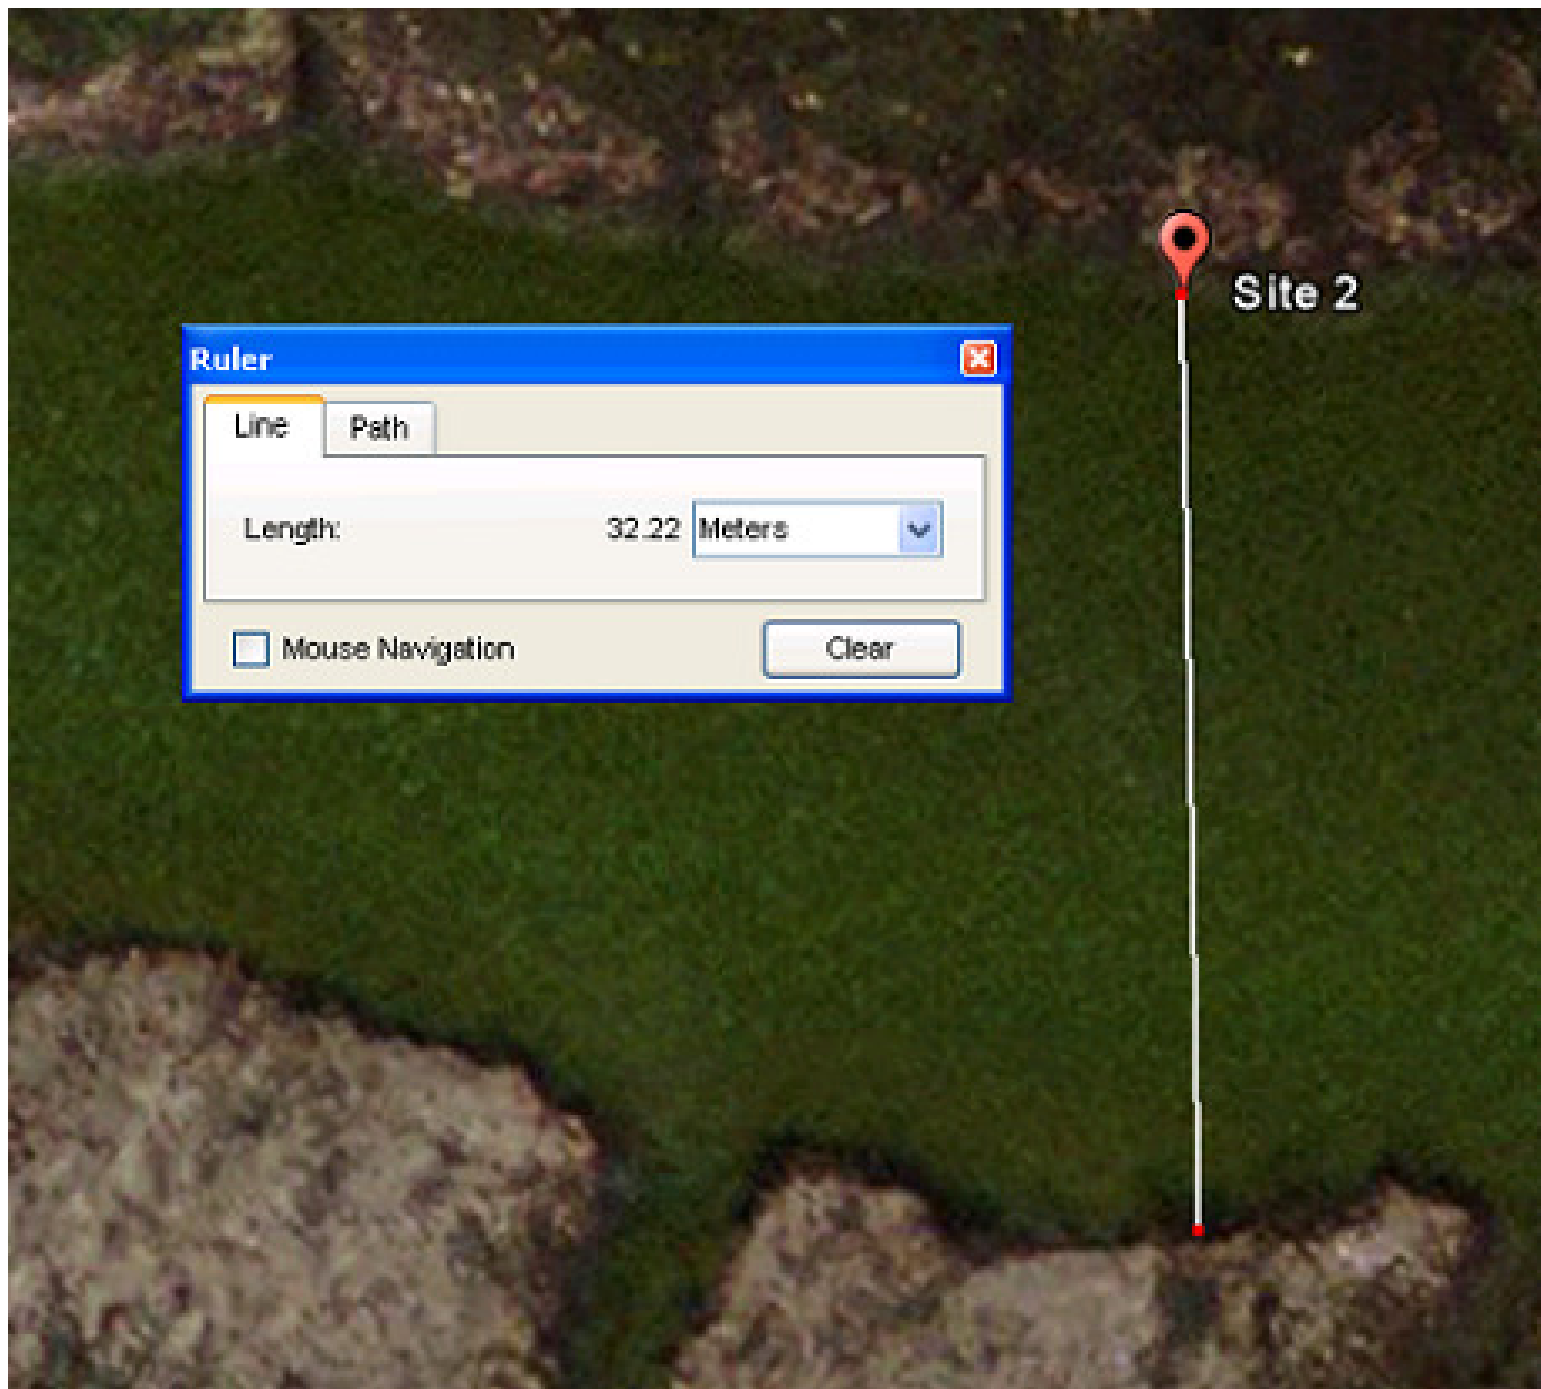 Site 2
Ruler
Line Path
Length: 32.22 Meters
Mouse Navigation Clear